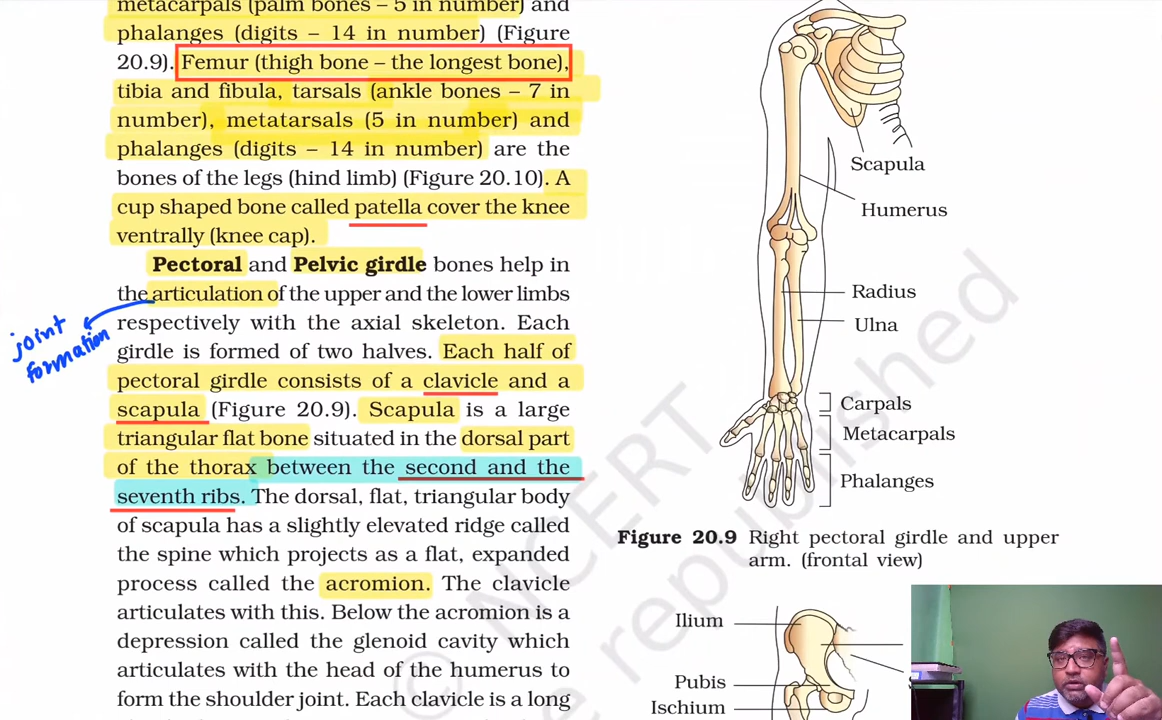 metacarpals (palm bones – 5 in number) and
phalanges (digits – 14 in number) (Figure
20.9). Femur (thigh bone – the longest bone),
tibia and fibula, tarsals (ankle bones – 7 in
number), metatarsals (5 in number) and
phalanges (digits – 14 in number) are the
bones of the legs (hind limb) (Figure 20.10). A
cup shaped bone called patella cover the knee
ventrally (knee cap).
Pectoral and Pelvic girdle bones help in
the articulation of the upper and the lower limbs
respectively with the axial skeleton. Each
girdle is formed of two halves. Each half of
pectoral girdle consists of a clavicle and a
scapula (Figure 20.9). Scapula is a large
triangular flat bone situated in the dorsal part
of the thorax between the second and the
seventh ribs. The dorsal, flat, triangular body
of scapula has a slightly elevated ridge called
the spine which projects as a flat, expanded
process called the acromion. The clavicle
articulates with this. Below the acromion is a
depression called the glenoid cavity which
articulates with the head of the humerus to
form the shoulder joint. Each clavicle is a long
joint
formation
Scapula
Humerus
Radius
Ulna
Carpals
Metacarpals
Phalanges
Figure 20.9 Right pectoral girdle and upper
arm. (frontal view)
Ilium
Pubis
Ischium
© NCERT
republished